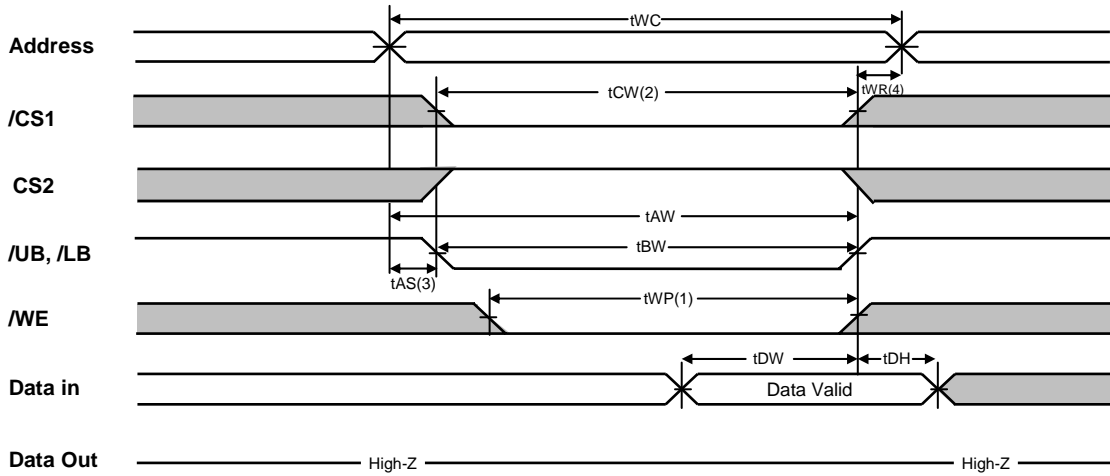 tWC
Address
tCW(2)
tWR(4)
/CS1
CS2
tAW
/UB, /LB
tBW
tAS(3)
tWP(1)
/WE
tDW
tDH
Data in
Data Valid
Data Out
High-Z
High-Z